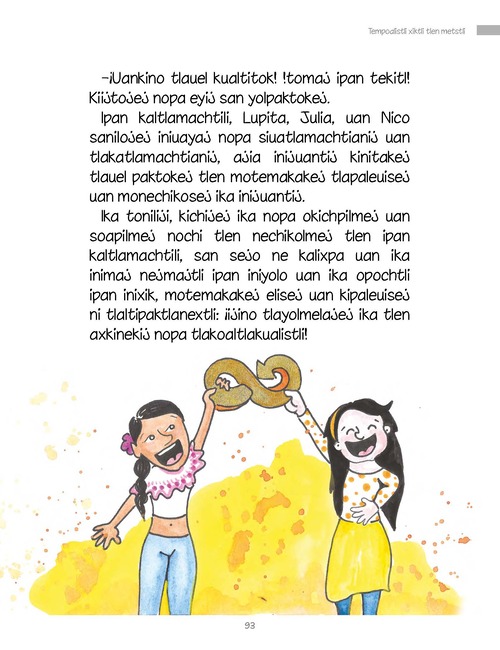 Tempoalistli xiktli tlen metstli
–¡Uankino tlauel kualtitok! !tomaj ipan tekitl!
Kiijtojej nopa eyij san yolpaktokej.
Ipan kaltlamachtili, Lupita, Julia, uan Nico
sanilojej iniuayaj nopa siuatlamachtianij uan
tlakatlamachtianij, ajia inijuantij kinitakej
tlauel paktokej tlen motemakakej tlapaleuisej
uan monechikosej ika inijuantij.
Ika toniliji, kichijej ika nopa okichpilmej uan
soapilmej nochi tlen nechikolmej tlen ipan
kaltlamachtili, san sejo ne kalixpa uan ika
inimaj nejmajtli ipan iniyolo uan ika opochtli
ipan inixik, motemakakej elisej uan kipaleuisej
ni tlaltipaktlanextli: ¡ijino tlayolmelajej ika tlen
axkinekij nopa tlakoaltlakualistli!
93